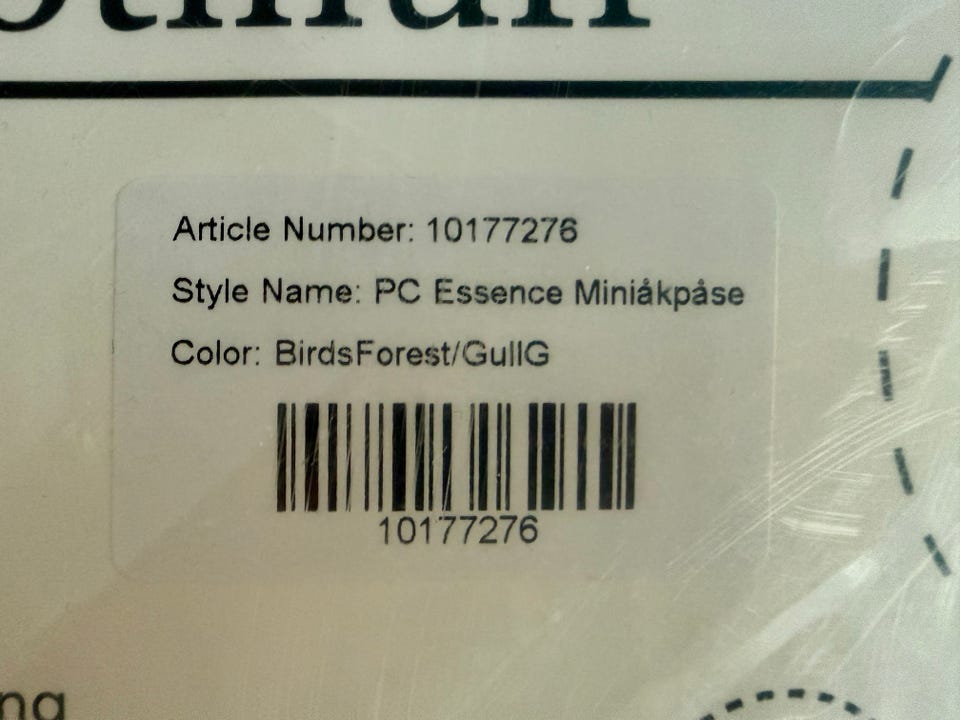 Article Number: 10177276
Style Name: PC Essence Miniåkpåse
Color: BirdsForest/GullG
10177276